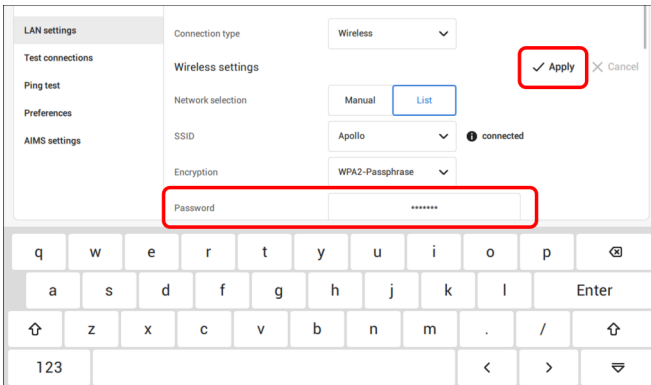 LAN settings
Test connections
Ping test
Preferences
AIMS settings
Connection type Wireless
Wireless settings Apply Cancel
Network selection Manual List
SSID Apollo connected
Encryption WPA2-Passphrase
Password •••••••
q w e r t y u i o p
a s d f g h j k l Enter
z x c v b n m . /
123 < >